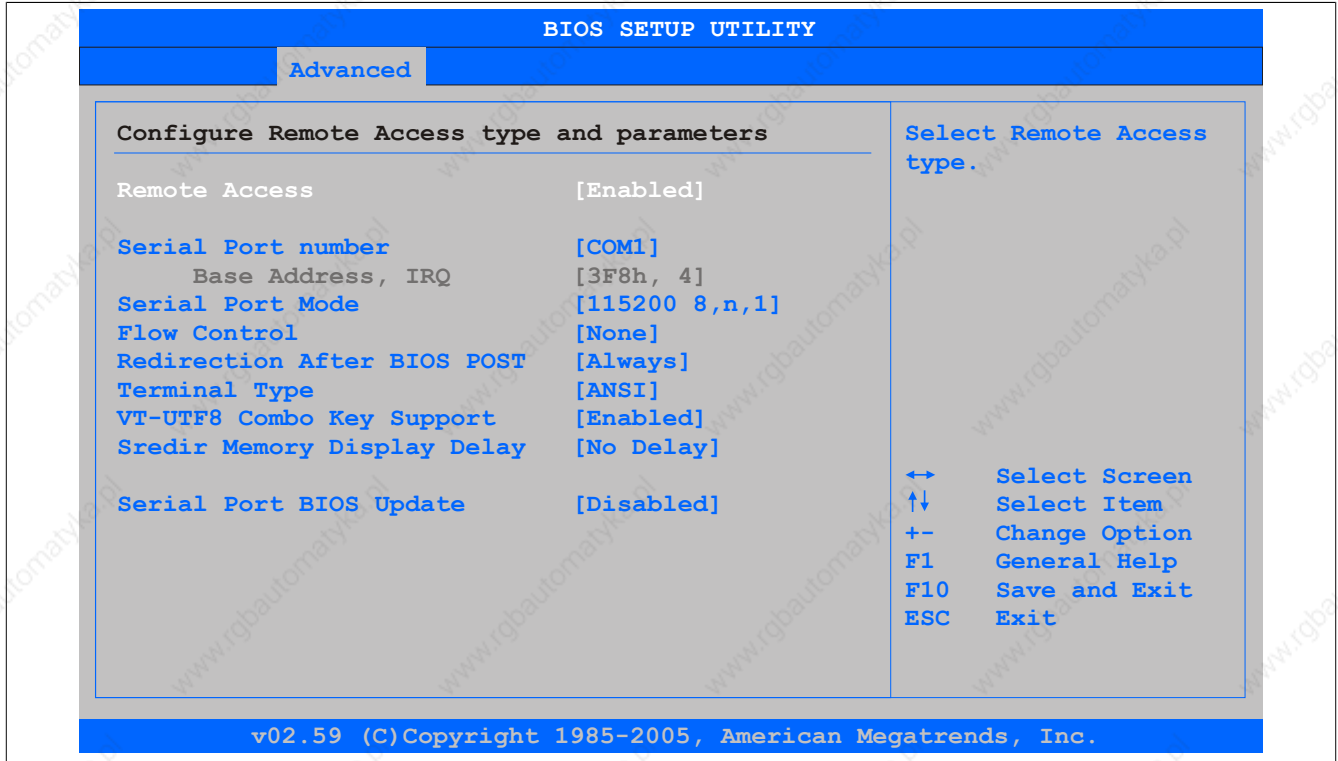 BIOS SETUP UTILITY
Advanced
Configure Remote Access type and parameters
Remote Access [Enabled]
Serial Port number [COM1]
Base Address, IRQ [3F8h, 4]
Serial Port Mode [115200 8,n,1]
Flow Control [None]
Redirection After BIOS POST [Always]
Terminal Type [ANSI]
VT-UTF8 Combo Key Support [Enabled]
Sredir Memory Display Delay [No Delay]
Serial Port BIOS Update [Disabled]
Select Remote Access
type.
↔ Select Screen
↑↓ Select Item
+- Change Option
F1 General Help
F10 Save and Exit
ESC Exit
v02.59 (C)Copyright 1985-2005, American Megatrends, Inc.
www.rgbautomatyka.pl